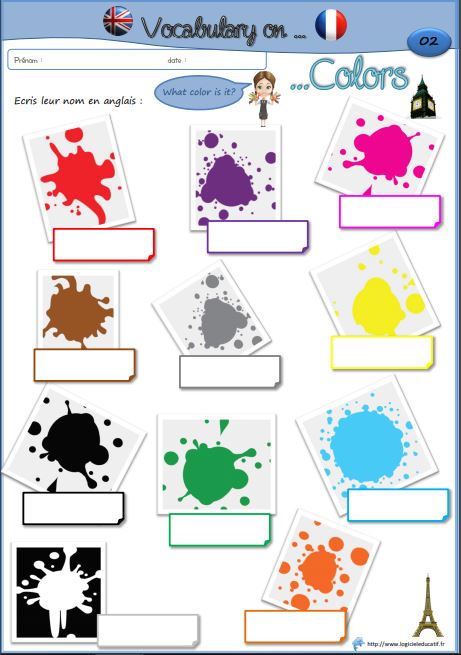 Vocabulary on ...
02
Prénom :
date :
...Colors
What color is it?
Ecris leur nom en anglais :
http://www.logicieleducatif.fr